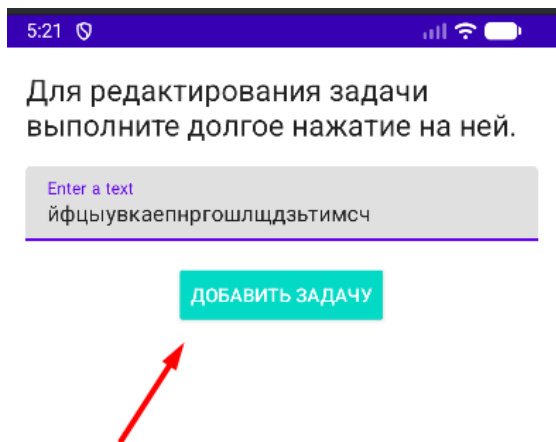 5:21
Для редактирования задачи
выполните долгое нажатие на ней.
Enter a text
йфцыувкаепнргошлщдзьтимсч
ДОБАВИТЬ ЗАДАЧУ